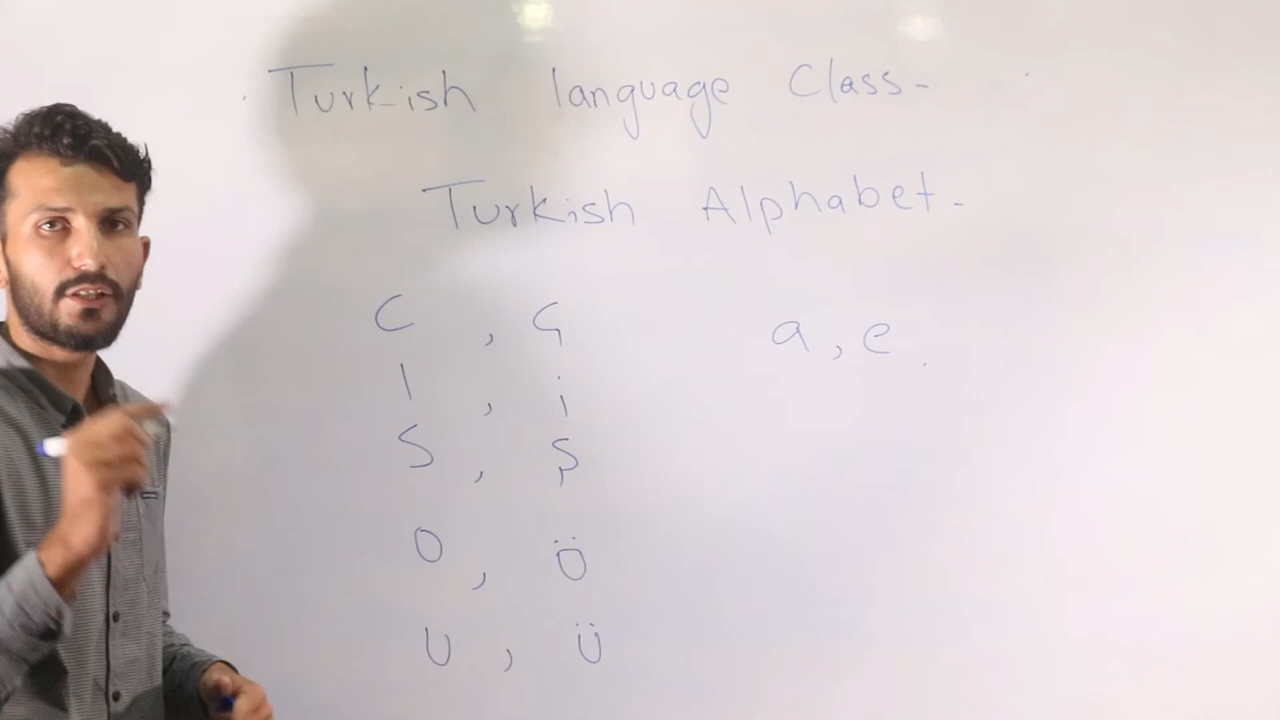 Turkish language Class-
Turkish Alphabet-
C , Ç
I , i
S , Ş
O , Ö
U , Ü
a, e